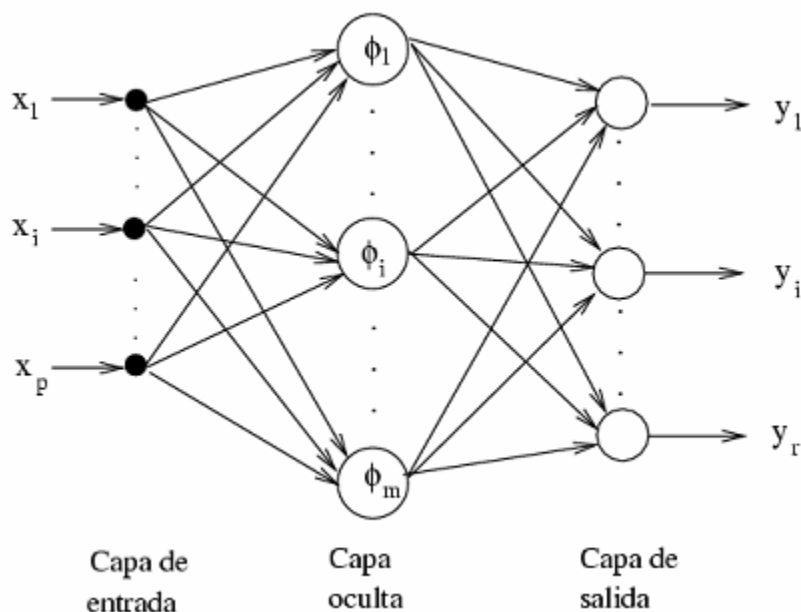 x1
xi
xp
ϕ1
ϕi
ϕm
y1
yi
yr
Capa de
entrada
Capa
oculta
Capa de
salida